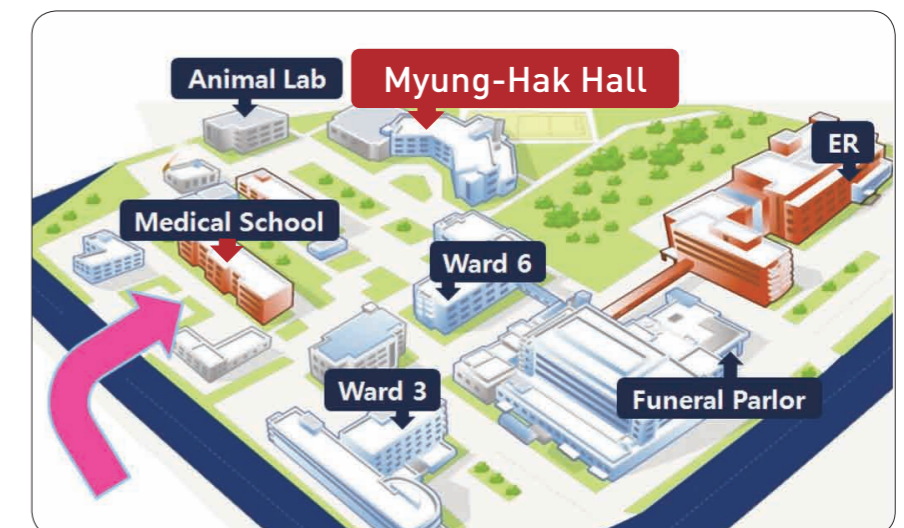 Animal Lab
Myung-Hak Hall
ER
Medical School
Ward 6
Ward 3
Funeral Parlor